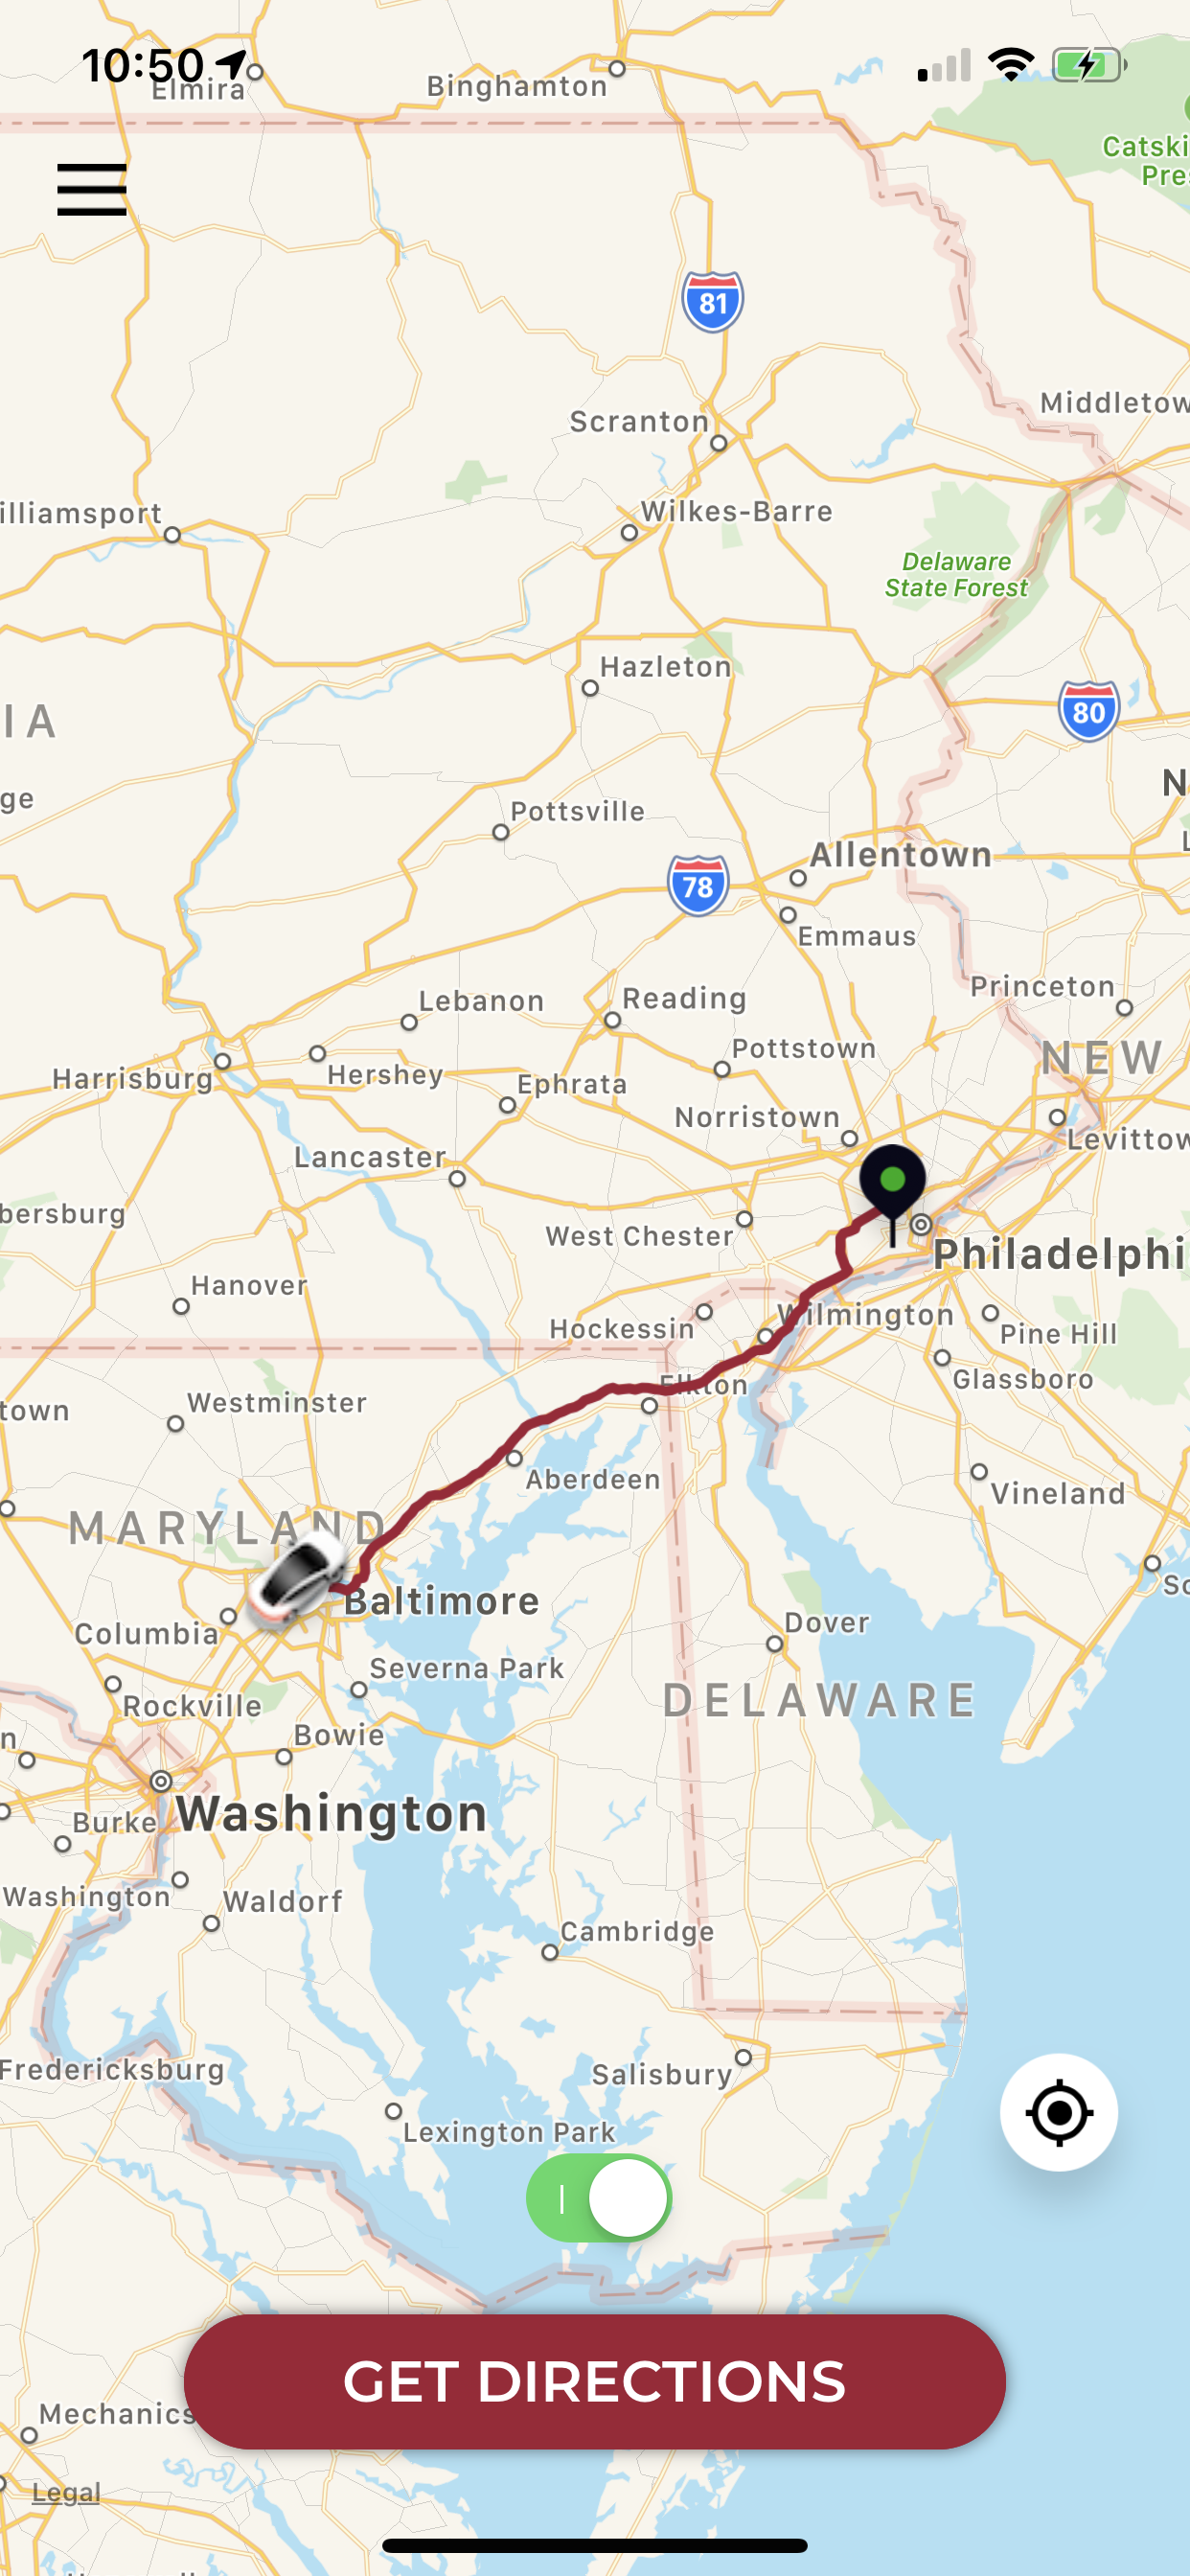 10:50
Elmira
Binghamton
Catski
Pres
81
Scranton
Middletow
illiamsport
Wilkes-Barre
Delaware
State Forest
Hazleton
80
IA
N
ge
Pottsville
L
Allentown
78
Emmaus
Princeton
Lebanon
Reading
NEW
Pottstown
Harrisburg
Hershey
Ephrata
Norristown
Levittow
Lancaster
bersburg
West Chester
Philadelphi
Hanover
Wilmington
Hockessin
Pine Hill
Elkton
Glassboro
Westminster
town
Aberdeen
Vineland
MARYLAND
So
Baltimore
Columbia
Dover
Severna Park
DELAWARE
Rockville
n
Bowie
Washington
Burke
Washington
Waldorf
Cambridge
Fredericksburg
Salisbury
Lexington Park
GET DIRECTIONS
Mechanics
Legal